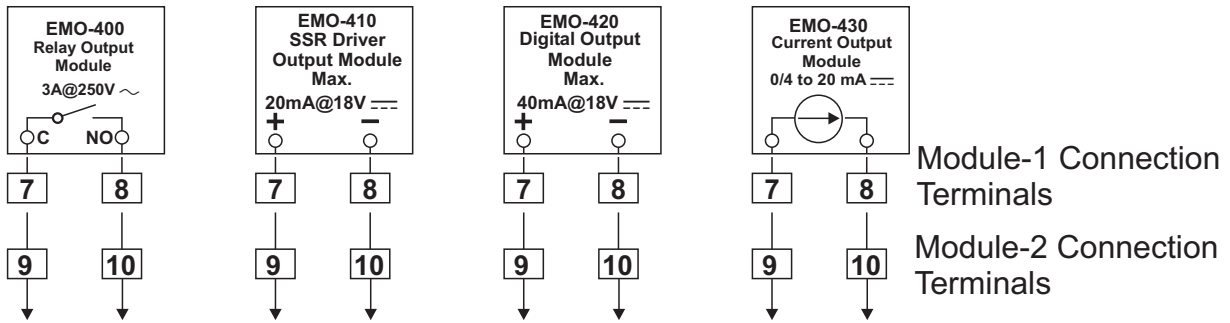 EMO-400
Relay Output
Module
3A@250V ~
C NO
7 8
9 10
EMO-410
SSR Driver
Output Module
Max.
20mA@18V ⎓
+ −
7 8
9 10
EMO-420
Digital Output
Module
Max.
40mA@18V ⎓
+ −
7 8
9 10
EMO-430
Current Output
Module
0/4 to 20 mA ⎓
7 8
9 10
Module-1 Connection
Terminals
Module-2 Connection
Terminals